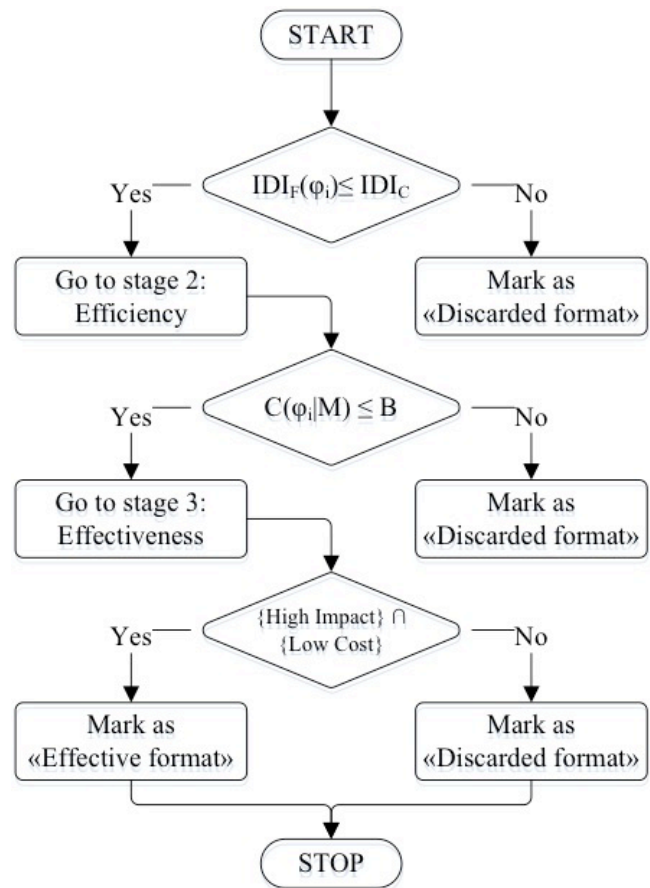 START
IDI_F(φ_i)≤ IDI_C
Yes
No
Go to stage 2:
Efficiency
Mark as
«Discarded format»
C(φ_i|M) ≤ B
Yes
No
Go to stage 3:
Effectiveness
Mark as
«Discarded format»
{High Impact} ∩
{Low Cost}
Yes
No
Mark as
«Effective format»
Mark as
«Discarded format»
STOP